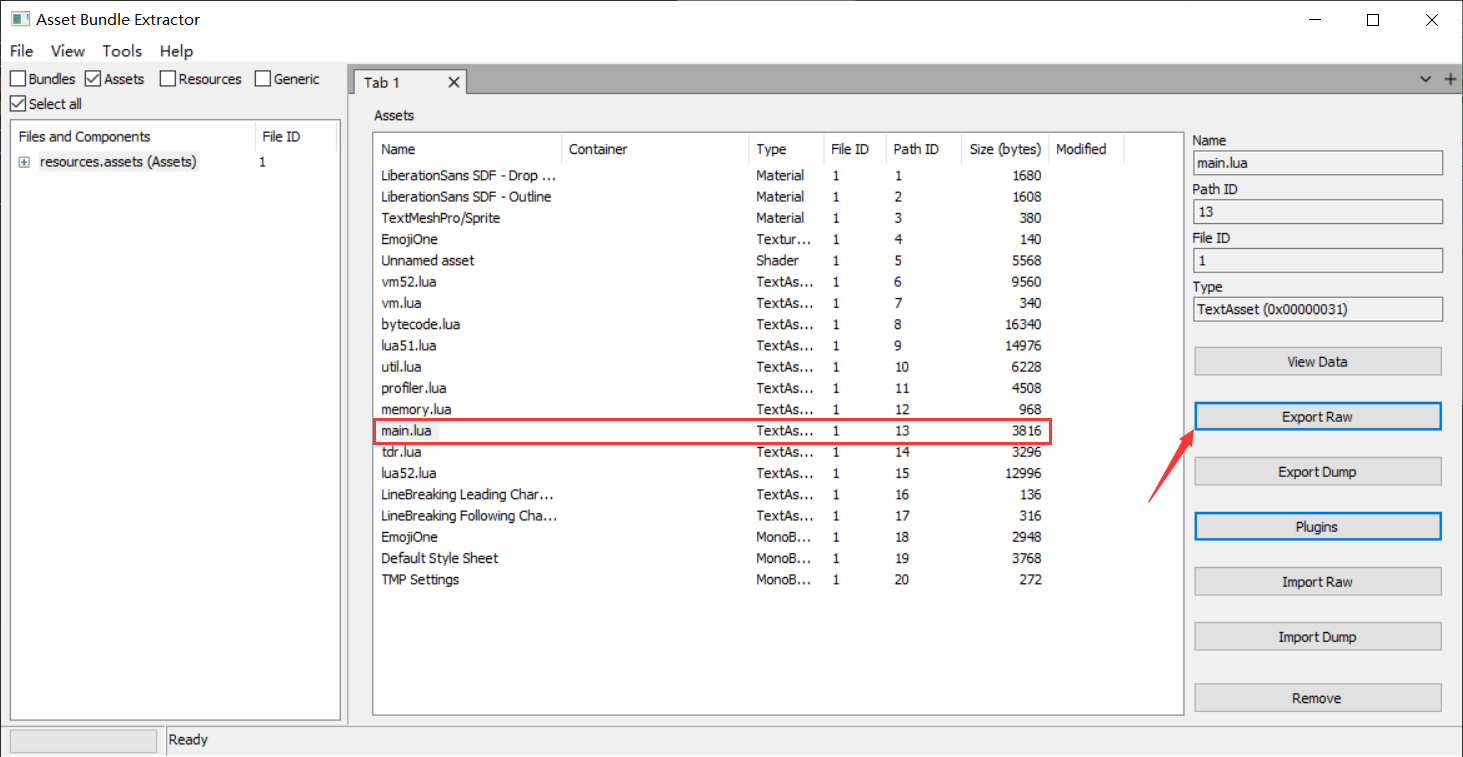 Asset Bundle Extractor
File View Tools Help
Bundles Assets Resources Generic
Select all
Files and Components File ID
resources.assets (Assets) 1
Tab 1
Assets
Name Container Type File ID Path ID Size (bytes) Modified
LiberationSans SDF - Drop ... Material 1 1 1680
LiberationSans SDF - Outline Material 1 2 1608
TextMeshPro/Sprite Material 1 3 380
EmojiOne Textur... 1 4 140
Unnamed asset Shader 1 5 5568
vm52.lua TextAs... 1 6 9560
vm.lua TextAs... 1 7 340
bytecode.lua TextAs... 1 8 16340
lua51.lua TextAs... 1 9 14976
util.lua TextAs... 1 10 6228
profiler.lua TextAs... 1 11 4508
memory.lua TextAs... 1 12 968
main.lua TextAs... 1 13 3816
tdr.lua TextAs... 1 14 3296
lua52.lua TextAs... 1 15 12996
LineBreaking Leading Char... TextAs... 1 16 136
LineBreaking Following Cha... TextAs... 1 17 316
EmojiOne MonoB... 1 18 2948
Default Style Sheet MonoB... 1 19 3768
TMP Settings MonoB... 1 20 272
Name
main.lua
Path ID
13
File ID
1
Type
TextAsset (0x00000031)
View Data
Export Raw
Export Dump
Plugins
Import Raw
Import Dump
Remove
Ready